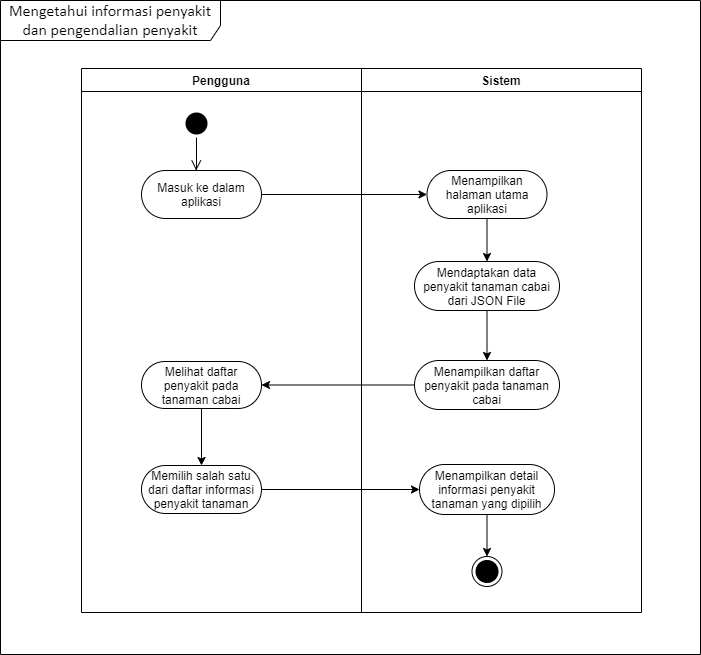 Mengetahui informasi penyakit
dan pengendalian penyakit
Pengguna
Sistem
Masuk ke dalam
aplikasi
Menampilkan
halaman utama
aplikasi
Mendaptakan data
penyakit tanaman cabai
dari JSON File
Menampilkan daftar
penyakit pada tanaman
cabai
Melihat daftar
penyakit pada
tanaman cabai
Memilih salah satu
dari daftar informasi
penyakit tanaman
Menampilkan detail
informasi penyakit
tanaman yang dipilih